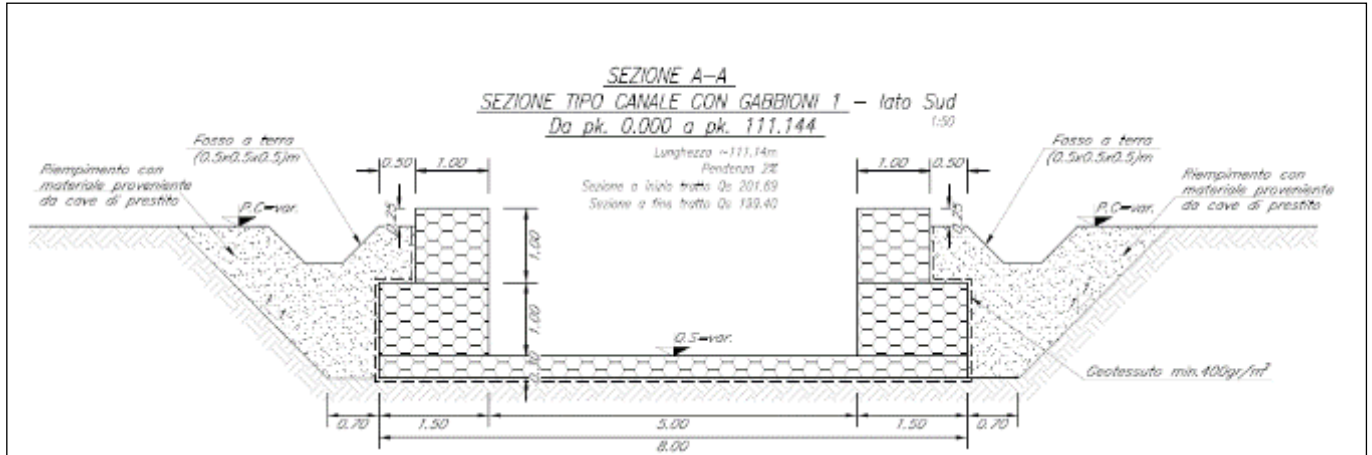 SEZIONE A-A
SEZIONE TIPO CANALE CON GABBIONI 1 - lato Sud
1:50
Da pk. 0.000 a pk. 111.144
Lunghezza ~111.14m
Pendenza 2%
Sezione a inizio tratto Qs 201.69
Sezione a fine tratto Qs 199.40
Fosso a terra
(0.5x0.5x0.5)m
Riempimento con
materiale proveniente
da cave di prestito
P.C=var.
0.50
1.00
0.25
1.00
1.00
0.30
Q.S=var.
1.00
0.50
0.25
Fosso a terra
(0.5x0.5x0.5)m
Riempimento con
materiale proveniente
da cave di prestito
P.C=var.
Geotessuto min.400gr/m²
0.70
1.50
5.00
1.50
0.70
8.00